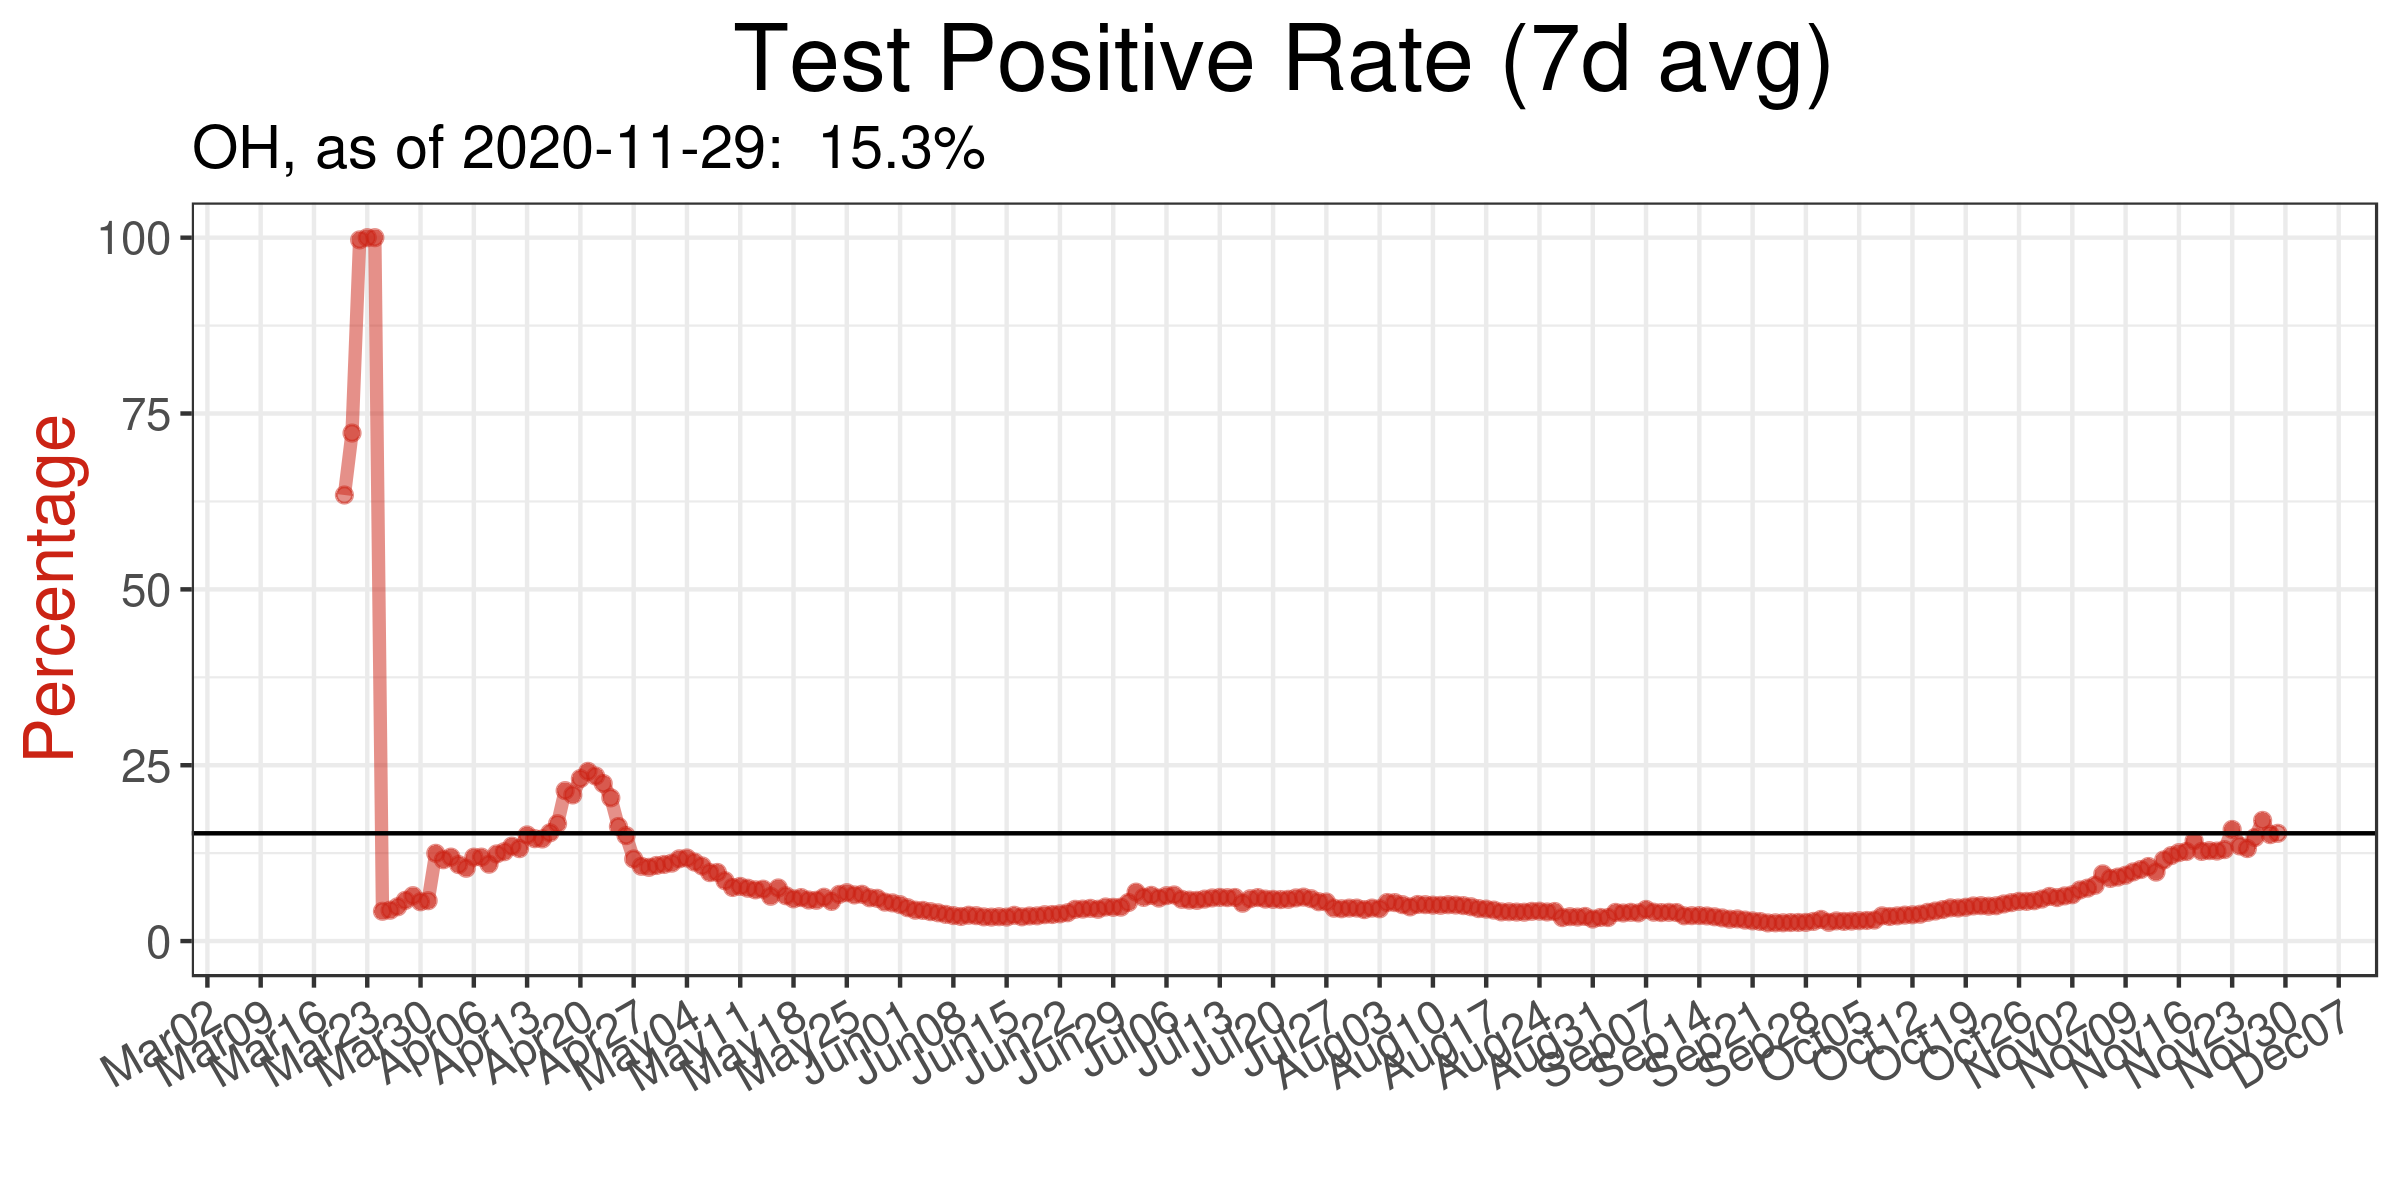 Test Positive Rate (7d avg)
OH, as of 2020-11-29:  15.3%
Percentage
100
75
50
25
0
Mar02
Mar09
Mar16
Mar23
Mar30
Apr06
Apr13
Apr20
Apr27
May04
May11
May18
May25
Jun01
Jun08
Jun15
Jun22
Jun29
Jul06
Jul13
Jul20
Jul27
Aug03
Aug10
Aug17
Aug24
Aug31
Sep07
Sep14
Sep21
Sep28
Oct05
Oct12
Oct19
Oct26
Nov02
Nov09
Nov16
Nov23
Nov30
Dec07